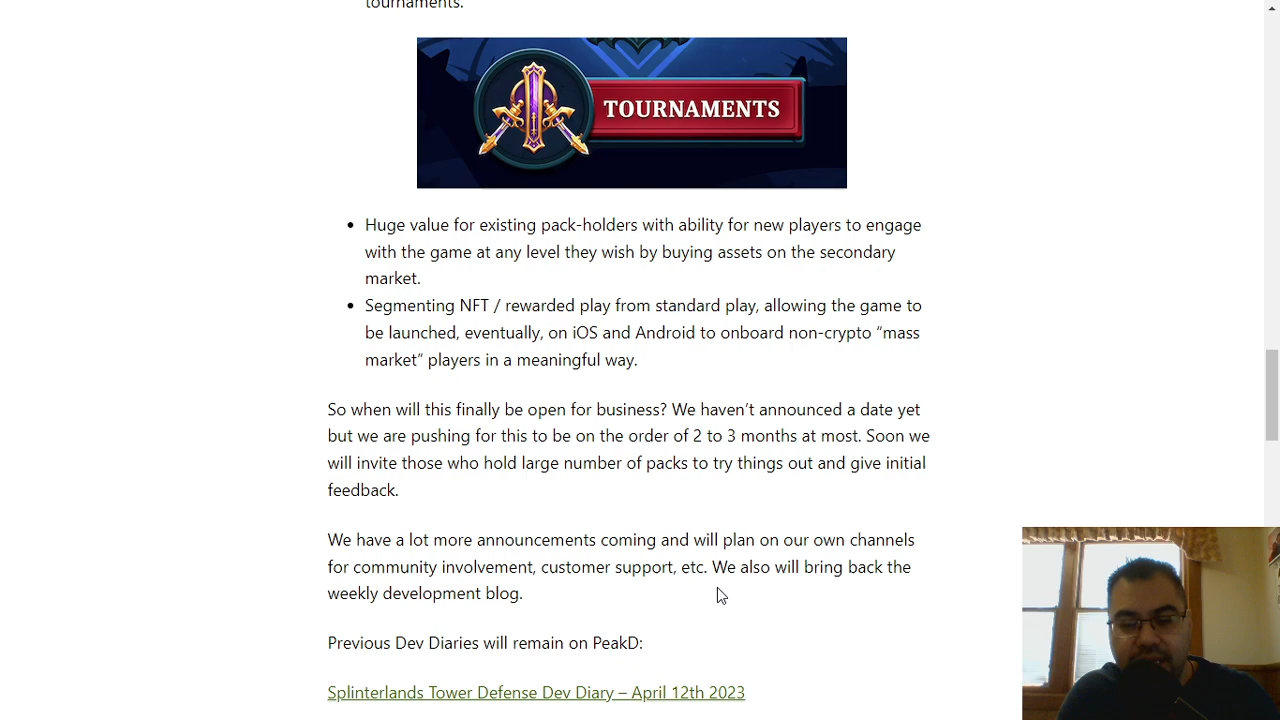 tournaments.
TOURNAMENTS
• Huge value for existing pack-holders with ability for new players to engage
with the game at any level they wish by buying assets on the secondary
market.
• Segmenting NFT / rewarded play from standard play, allowing the game to
be launched, eventually, on iOS and Android to onboard non-crypto “mass
market” players in a meaningful way.
So when will this finally be open for business? We haven’t announced a date yet
but we are pushing for this to be on the order of 2 to 3 months at most. Soon we
will invite those who hold large number of packs to try things out and give initial
feedback.
We have a lot more announcements coming and will plan on our own channels
for community involvement, customer support, etc. We also will bring back the
weekly development blog.
Previous Dev Diaries will remain on PeakD:
Splinterlands Tower Defense Dev Diary – April 12th 2023